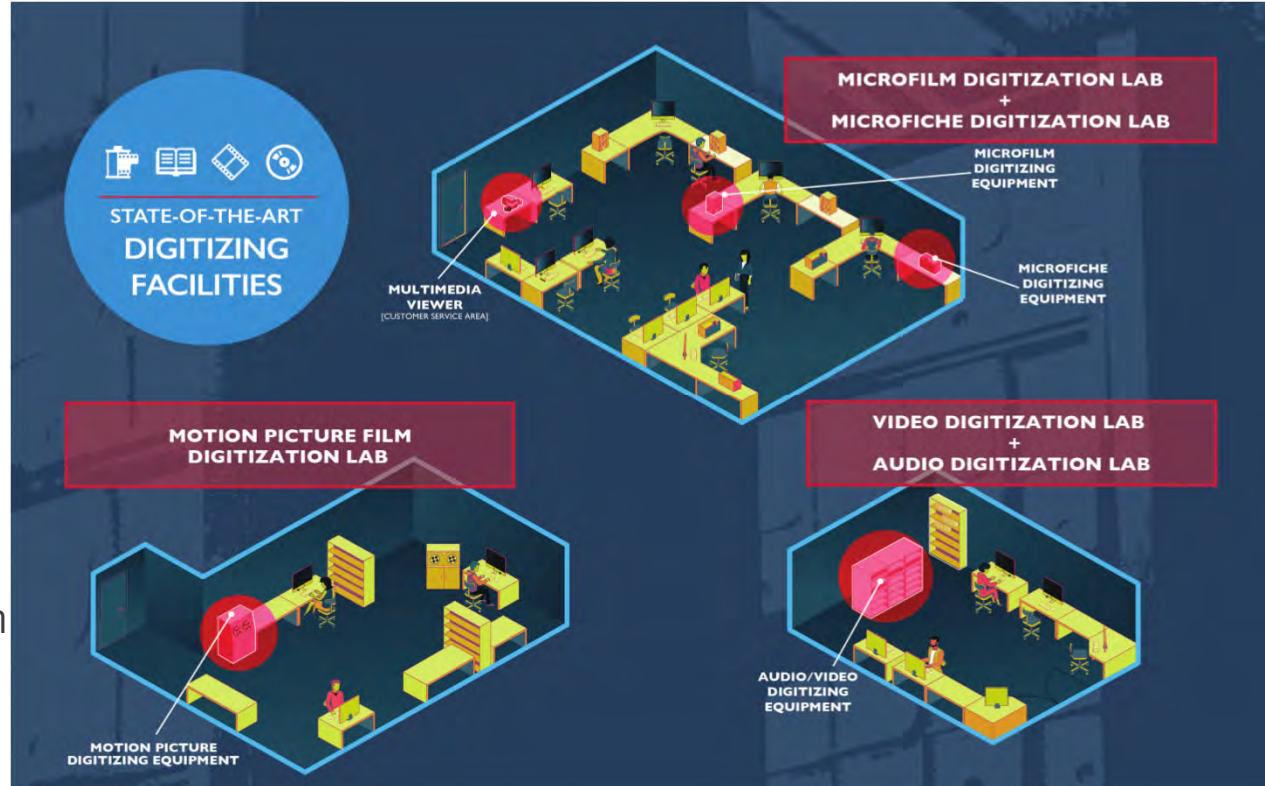 STATE-OF-THE-ART
DIGITIZING
FACILITIES
MICROFILM DIGITIZATION LAB
+
MICROFICHE DIGITIZATION LAB
MICROFILM
DIGITIZING
EQUIPMENT
MICROFICHE
DIGITIZING
EQUIPMENT
MULTIMEDIA
VIEWER
[CUSTOMER SERVICE AREA]
MOTION PICTURE FILM
DIGITIZATION LAB
MOTION PICTURE
DIGITIZING EQUIPMENT
VIDEO DIGITIZATION LAB
+
AUDIO DIGITIZATION LAB
AUDIO/VIDEO
DIGITIZING
EQUIPMENT